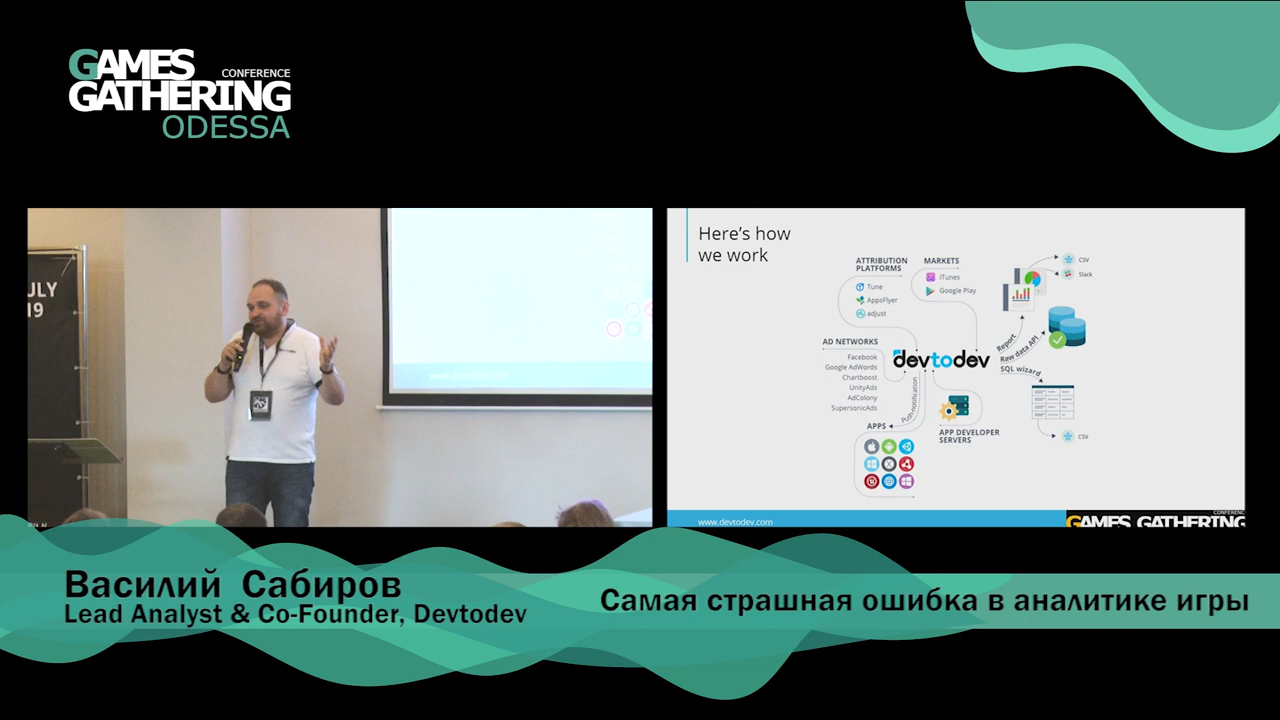 GAMES
CONFERENCE
GATHERING
ODESSA
ULY
19
Here's how
we work
ATTRIBUTION
PLATFORMS
Tune
AppsFlyer
adjust
MARKETS
iTunes
Google Play
CSV
Slack
AD NETWORKS
Facebook
Google AdWords
Chartboost
UnityAds
AdColony
SupersonicAds
devtodev
Report
Raw data API
SQL wizard
Push-notification
APPS
APP DEVELOPER
SERVERS
CSV
www.devtodev.com
CONFERENC
GAMES GATHERING
Василий Сабиров
Lead Analyst & Co-Founder, Devtodev
Самая страшная ошибка в аналитике игры